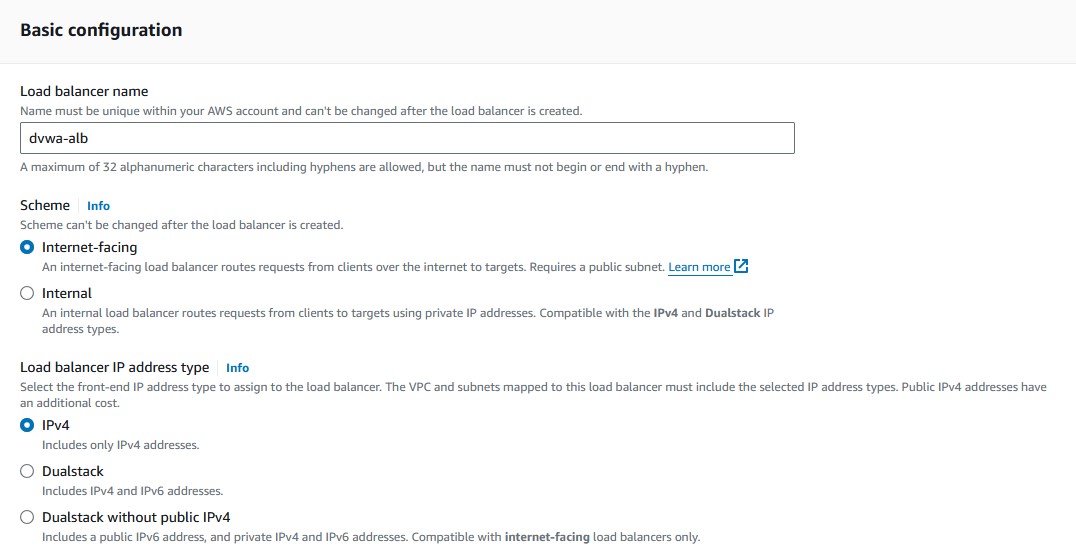 Basic configuration
Load balancer name
Name must be unique within your AWS account and can't be changed after the load balancer is created.
dvwa-alb
A maximum of 32 alphanumeric characters including hyphens are allowed, but the name must not begin or end with a hyphen.
Scheme Info
Scheme can't be changed after the load balancer is created.
Internet-facing
An internet-facing load balancer routes requests from clients over the internet to targets. Requires a public subnet. Learn more
Internal
An internal load balancer routes requests from clients to targets using private IP addresses. Compatible with the IPv4 and Dualstack IP
address types.
Load balancer IP address type Info
Select the front-end IP address type to assign to the load balancer. The VPC and subnets mapped to this load balancer must include the selected IP address types. Public IPv4 addresses have
an additional cost.
IPv4
Includes only IPv4 addresses.
Dualstack
Includes IPv4 and IPv6 addresses.
Dualstack without public IPv4
Includes a public IPv6 address, and private IPv4 and IPv6 addresses. Compatible with internet-facing load balancers only.